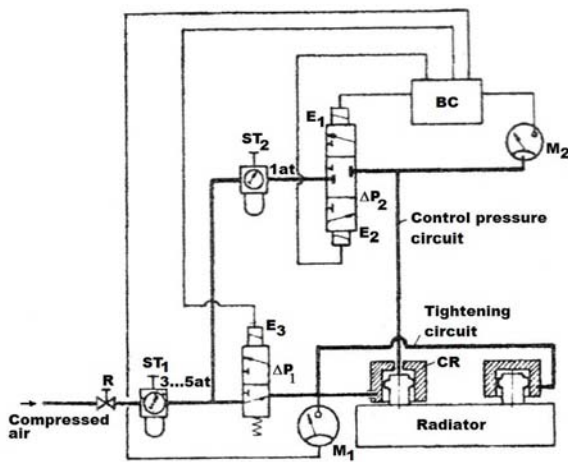 BC
E1
ST2
M2
1at
ΔP2
E2
Control pressure
circuit
E3
Tightening
circuit
ST1
3...5at
ΔP1
CR
R
Compressed
air
M1
Radiator